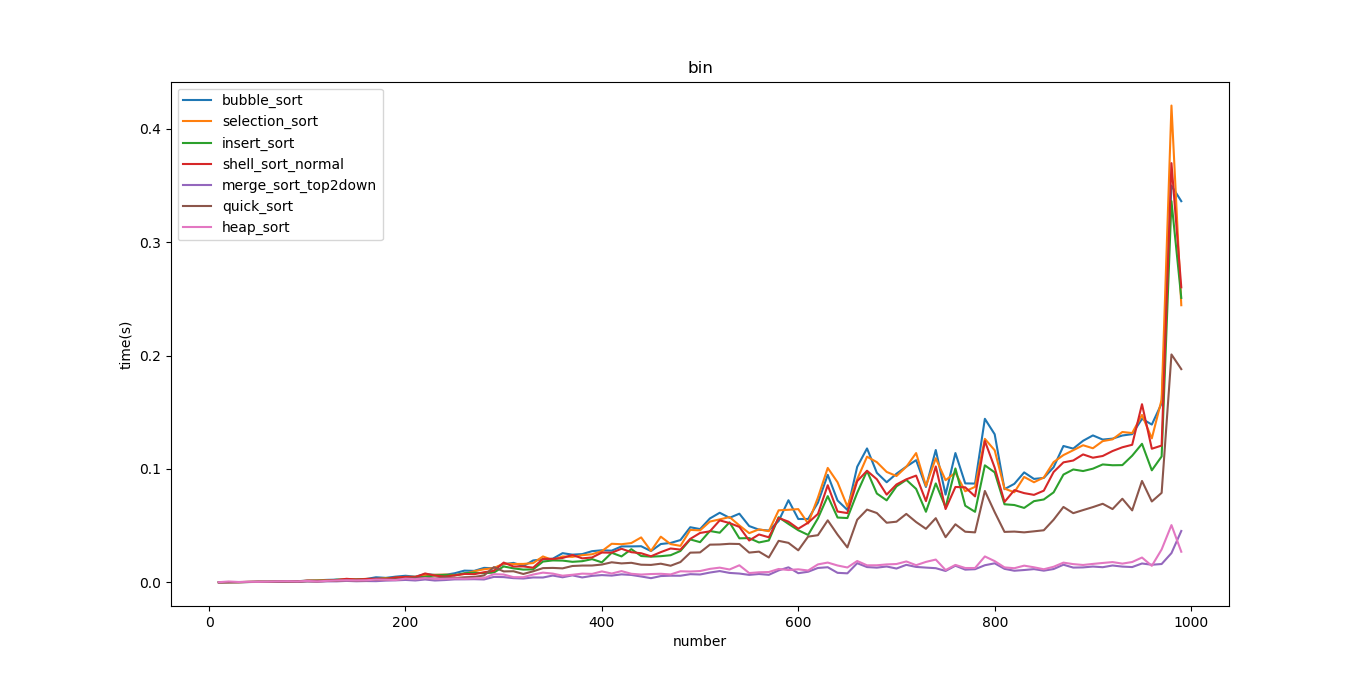 bin
bubble_sort
selection_sort
insert_sort
shell_sort_normal
merge_sort_top2down
quick_sort
heap_sort
time(s)
0.4
0.3
0.2
0.1
0.0
0 200 400 600 800 1000
number